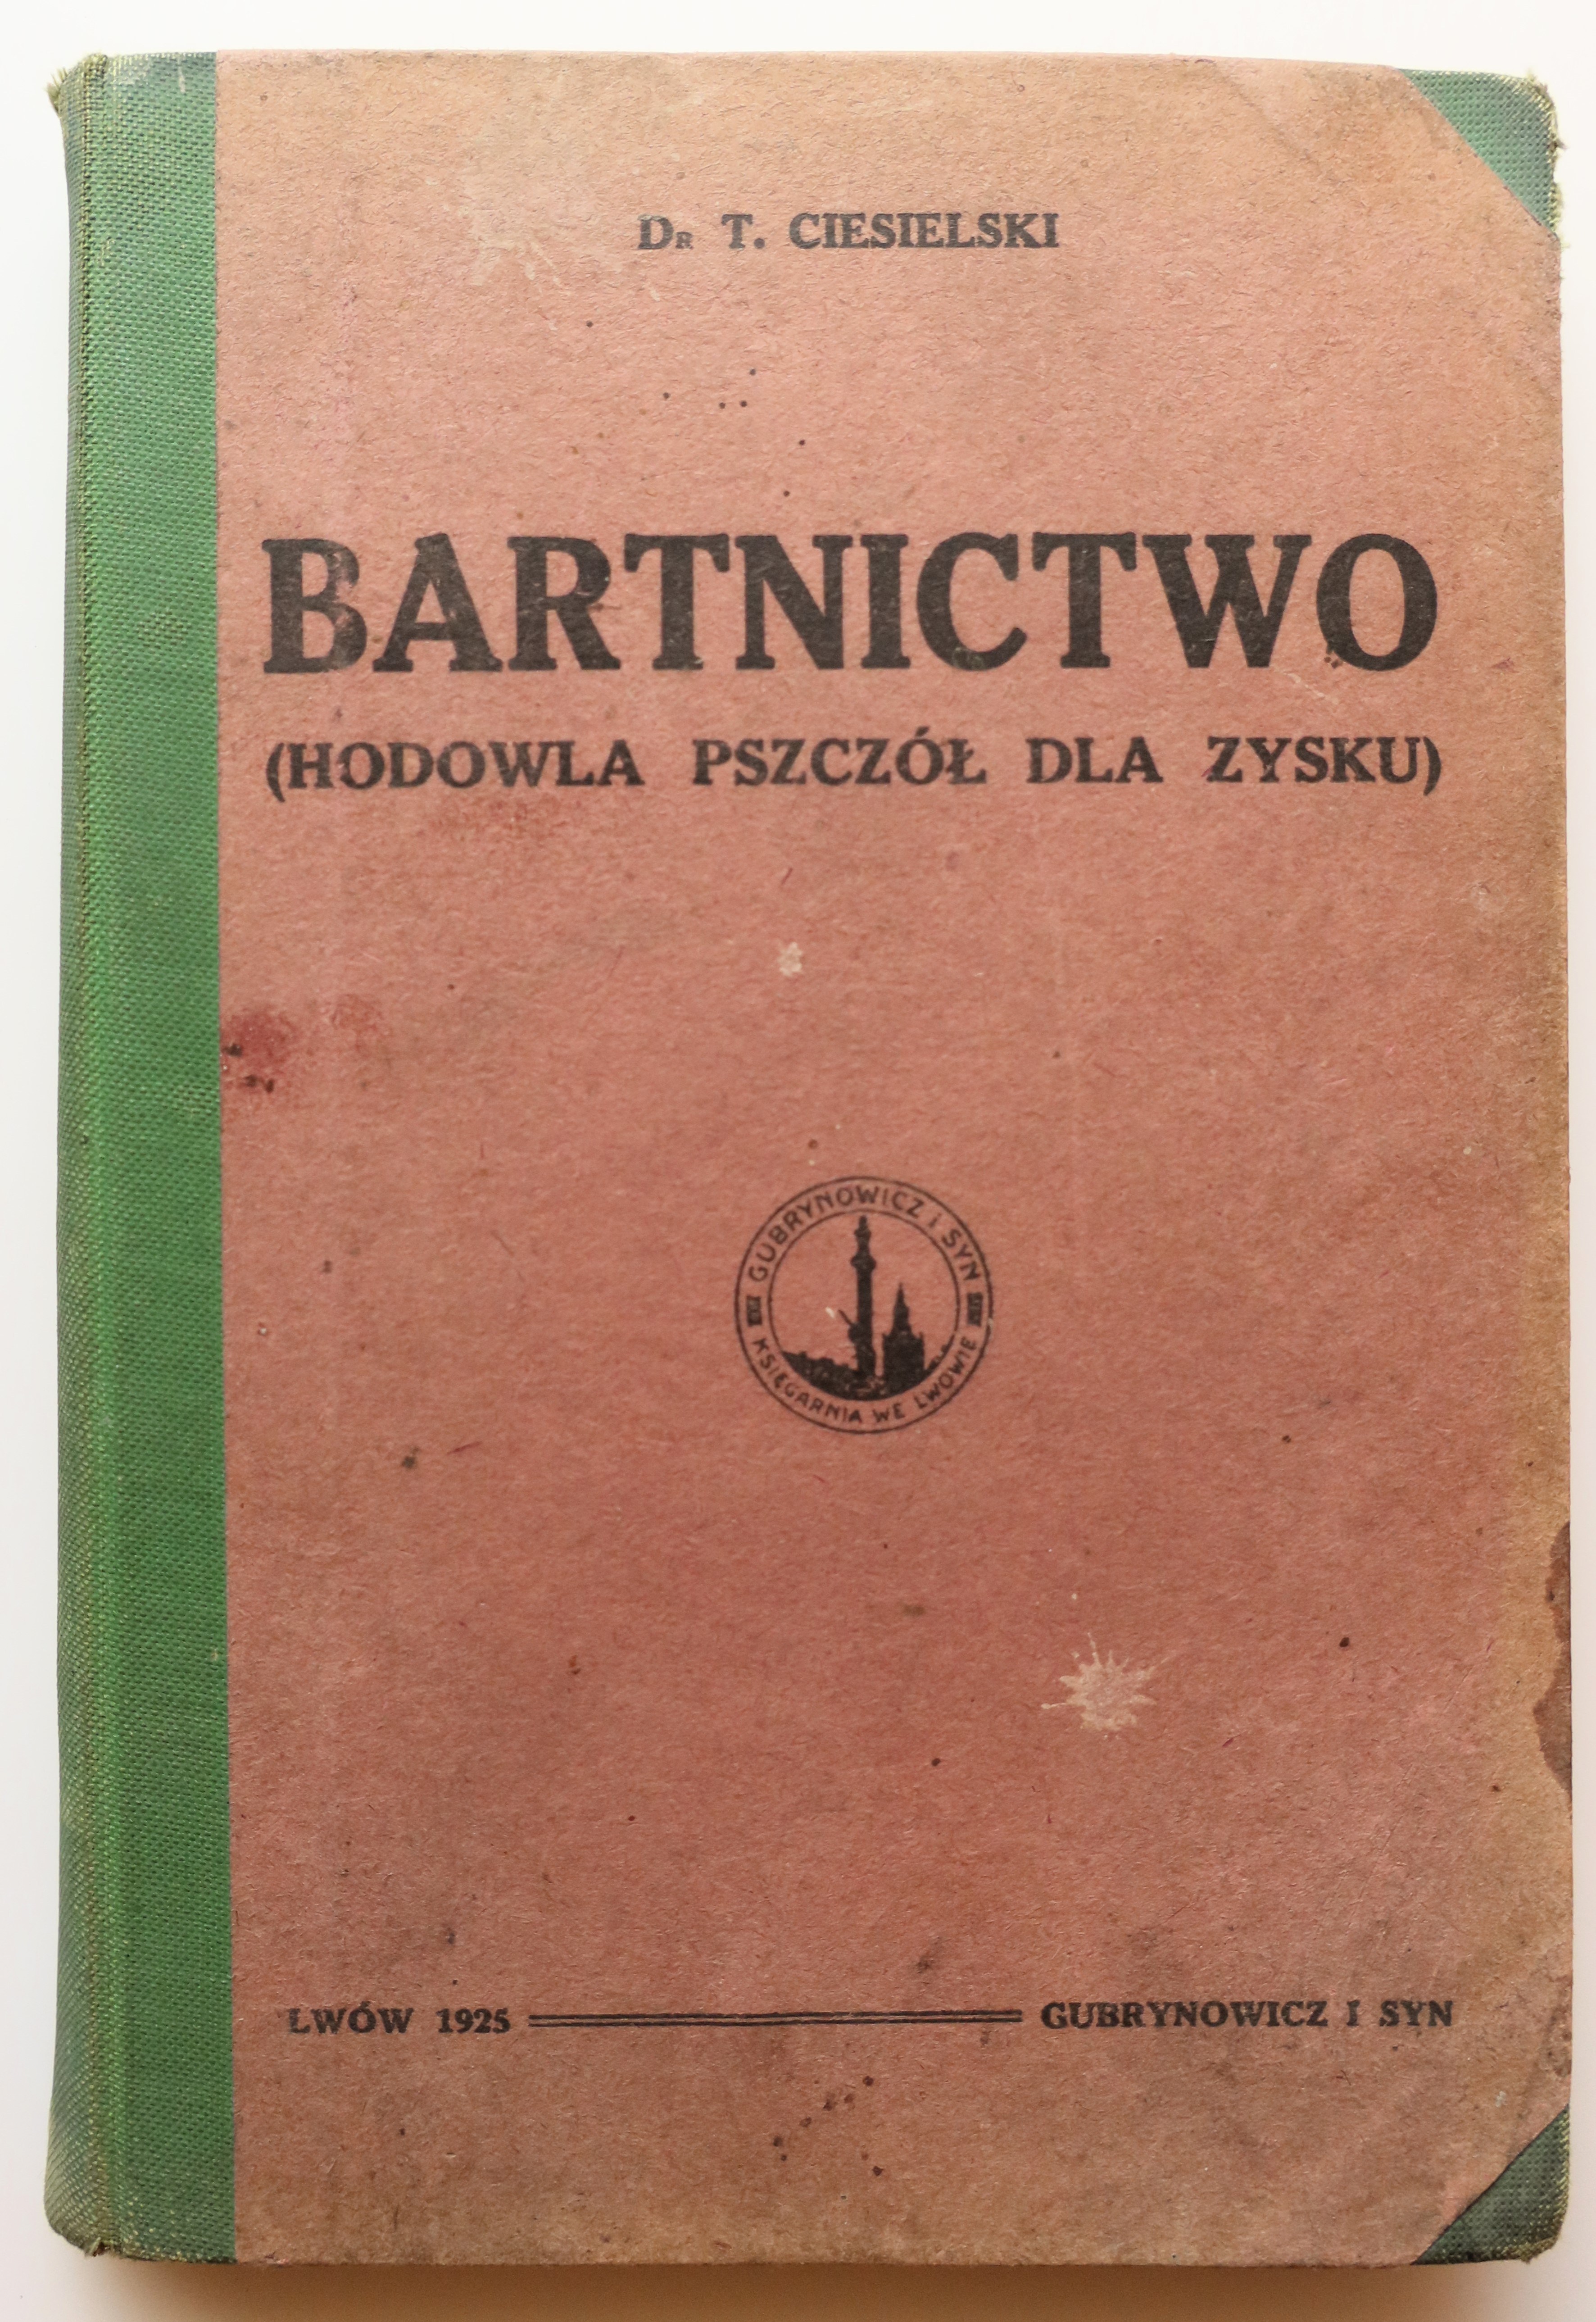 Dr T. CIESIELSKI
BARTNICTWO
(HODOWLA PSZCZÓŁ DLA ZYSKU)
GUBRYNOWICZ I SYN
KSIĘGARNIA WE LWOWIE
LWÓW 1925 GUBRYNOWICZ I SYN